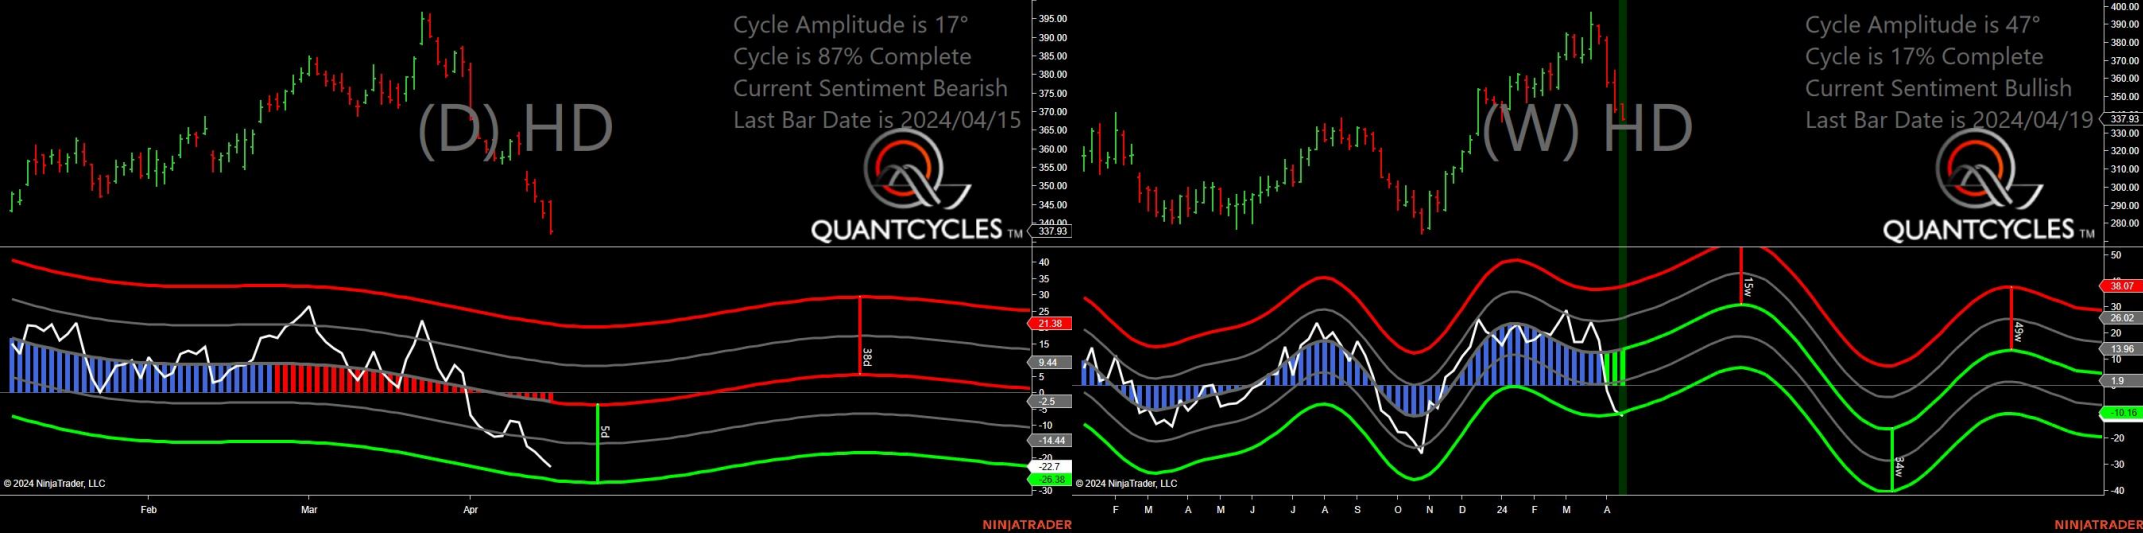 Cycle Amplitude is 17°
Cycle is 87% Complete
Current Sentiment Bearish
Last Bar Date is 2024/04/15
(D) HD
QUANTCYCLES TM
395.00
390.00
385.00
380.00
375.00
370.00
365.00
360.00
355.00
350.00
345.00
340.00
337.93
40
35
30
25
21.38
15
9.44
5
0
-2.5
-5
-10
-14.44
-20
-22.7
-26.38
-30
38d
5d
© 2024 NinjaTrader, LLC
Feb Mar Apr
NINJATRADER
Cycle Amplitude is 47°
Cycle is 17% Complete
Current Sentiment Bullish
Last Bar Date is 2024/04/19
(W) HD
QUANTCYCLES TM
400.00
390.00
380.00
370.00
360.00
350.00
337.93
330.00
320.00
310.00
300.00
290.00
280.00
50
38.07
30
26.02
20
13.96
10
1.9
-10.16
-20
-30
-40
15w
34w
49w
© 2024 NinjaTrader, LLC
F M A M J J A S O N D 24 F M A
NINJATRADER